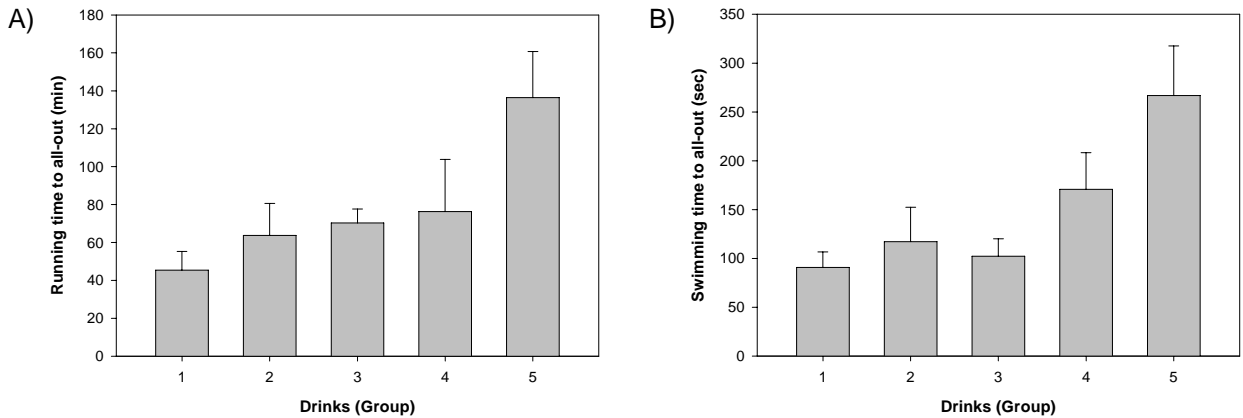 A)
Running time to all-out (min)
180
160
140
120
100
80
60
40
20
0
1 2 3 4 5
Drinks (Group)
B)
Swimming time to all-out (sec)
350
300
250
200
150
100
50
0
1 2 3 4 5
Drinks (Group)